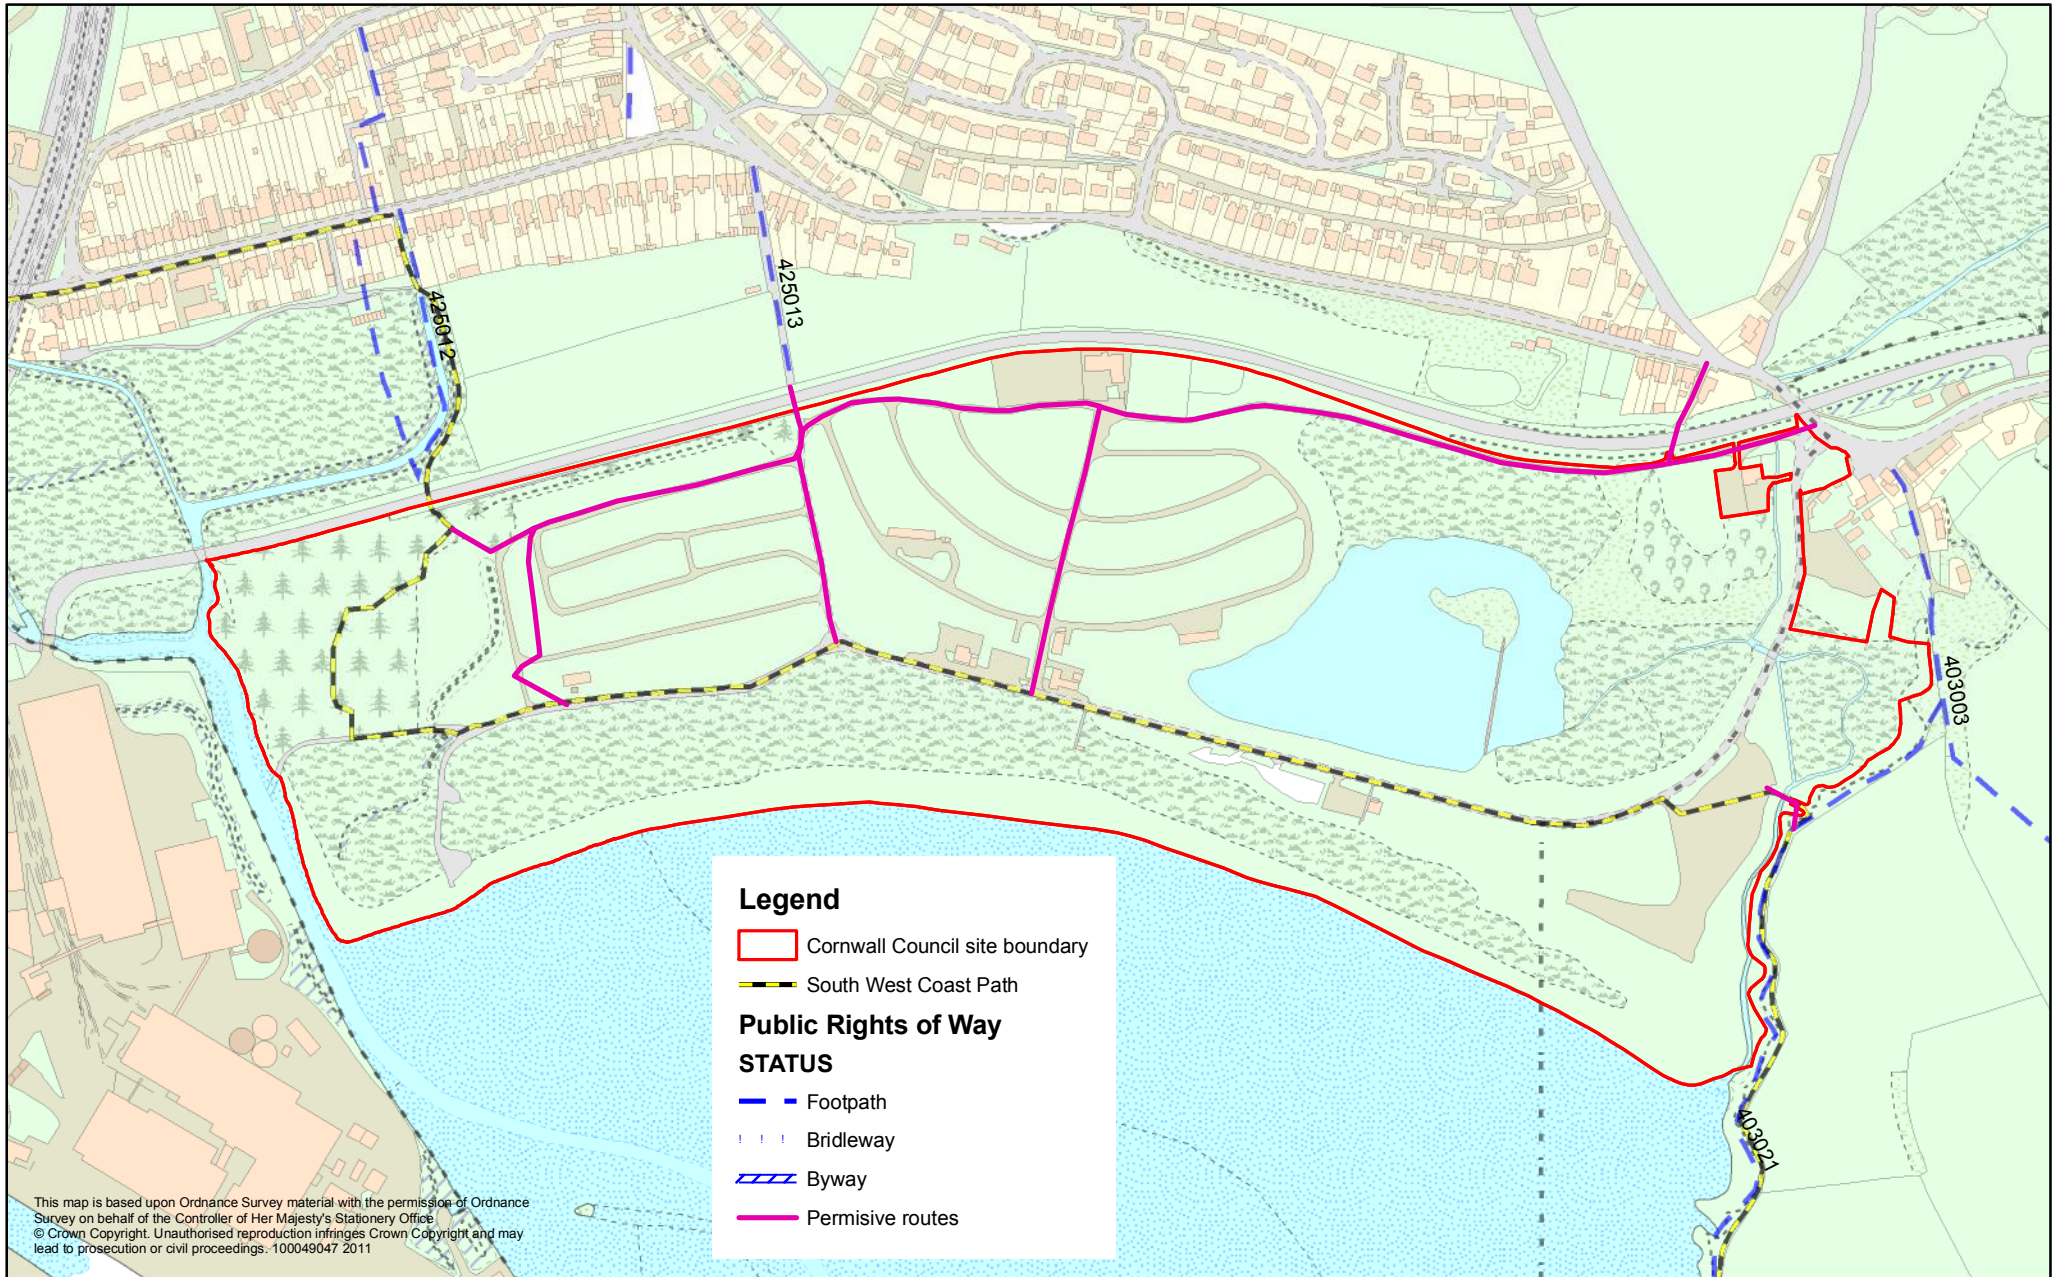 425012
425013
403003
403021
Legend
Cornwall Council site boundary
South West Coast Path
Public Rights of Way
STATUS
Footpath
Bridleway
Byway
Permisive routes
This map is based upon Ordnance Survey material with the permission of Ordnance
Survey on behalf of the Controller of Her Majesty's Stationery Office
© Crown Copyright. Unauthorised reproduction infringes Crown Copyright and may
lead to prosecution or civil proceedings. 100049047 2011